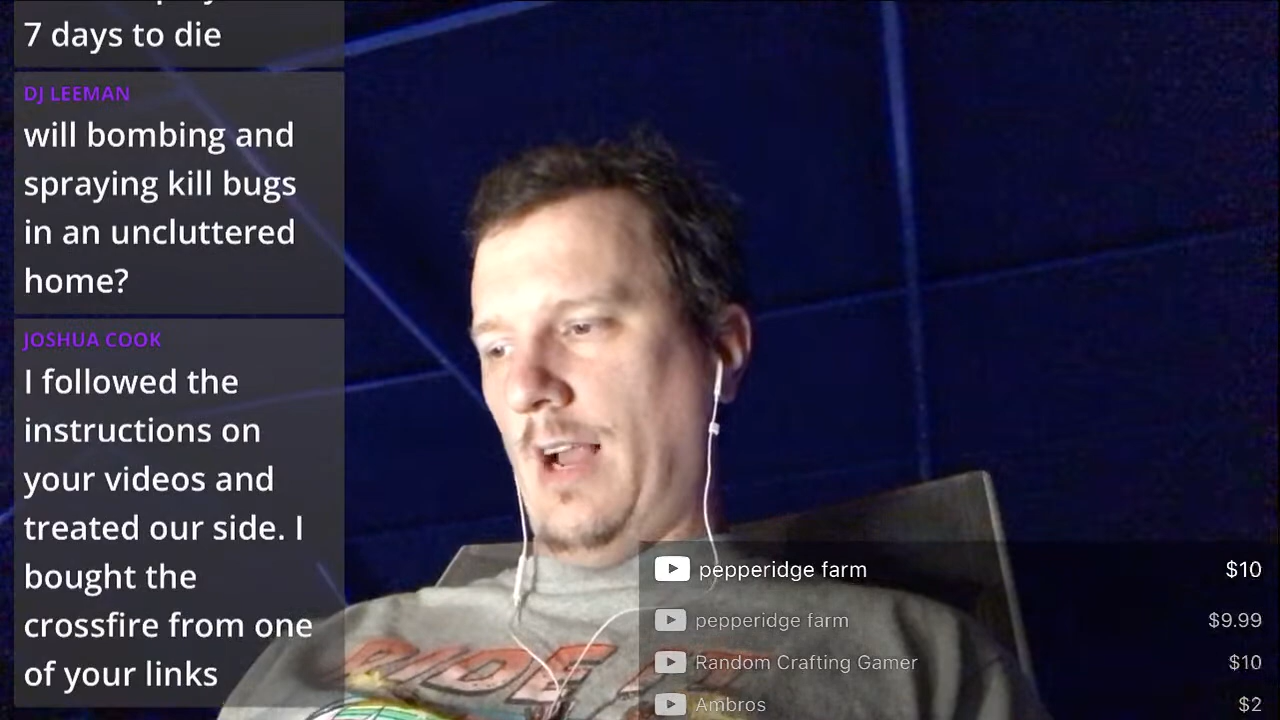 7 days to die
DJ LEEMAN
will bombing and
spraying kill bugs
in an uncluttered
home?
JOSHUA COOK
I followed the
instructions on
your videos and
treated our side. I
bought the
crossfire from one
of your links
pepperidge farm $10
pepperidge farm $9.99
Random Crafting Gamer $10
Ambros $2
RIDE IT